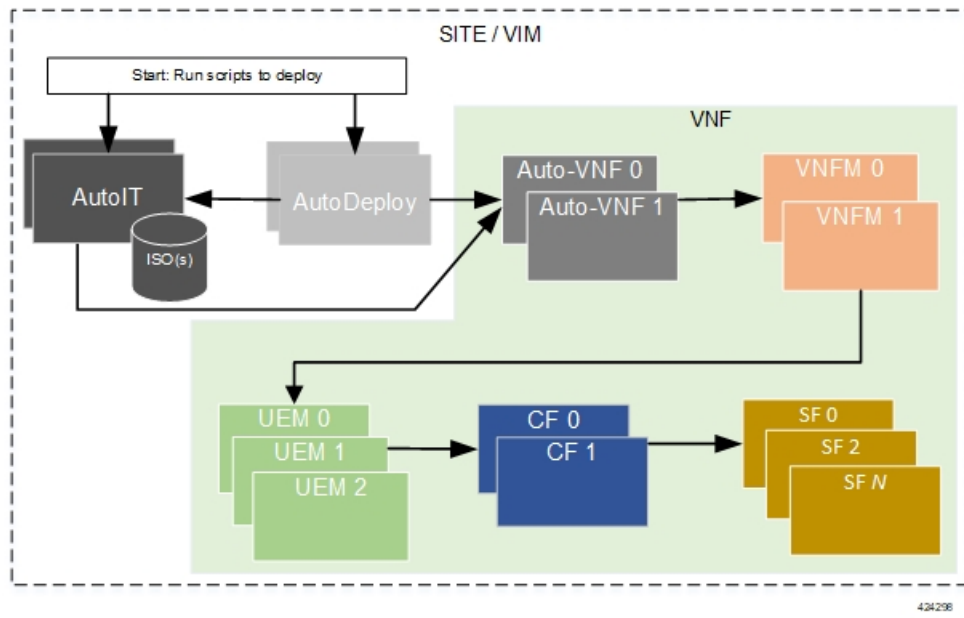 SITE / VIM
Start: Run scripts to deploy
VNF
AutoIT
ISO(s)
AutoDeploy
Auto-VNF 0
Auto-VNF 1
VNFM 0
VNFM 1
UEM 0
UEM 1
UEM 2
CF 0
CF 1
SF 0
SF 2
SF N
424298